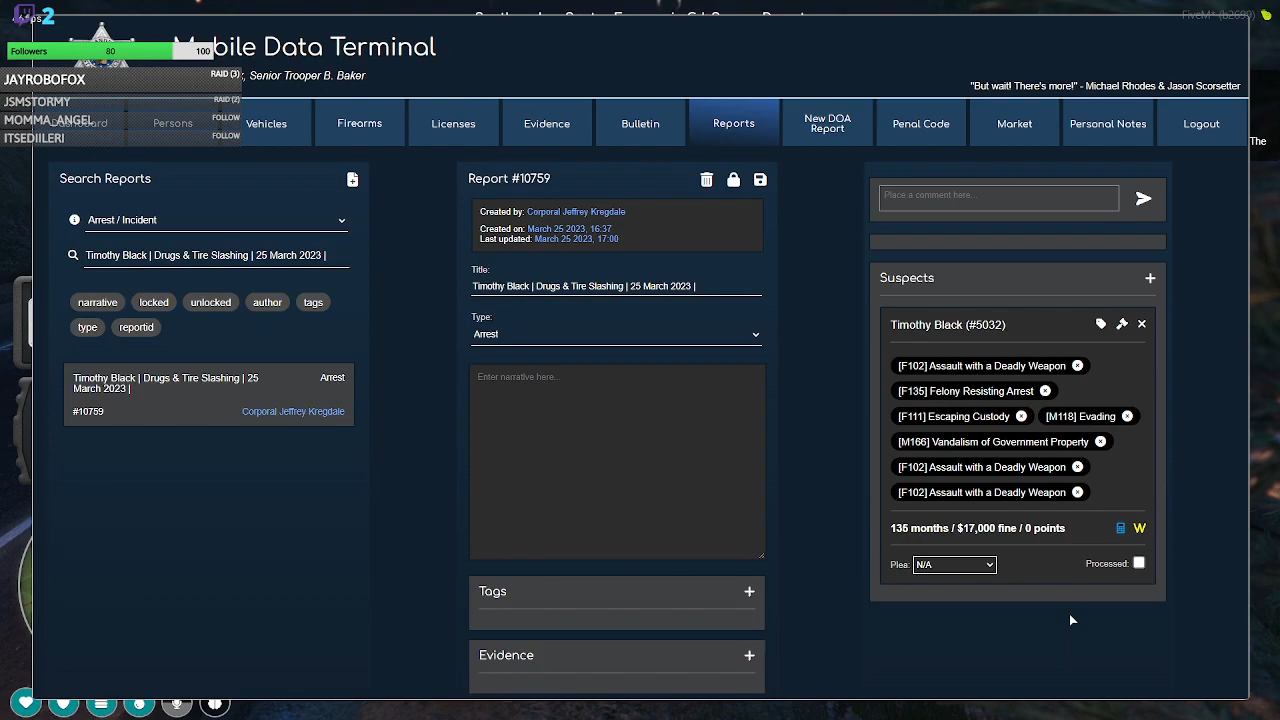 2
FiveM* (b2699)
Followers 80 100
JAYROBOFOX RAID (3)
JSMSTORMY RAID (2)
MOMMA_ANGEL FOLLOW
ITSEDIILERI FOLLOW
Mobile Data Terminal
Senior Trooper B. Baker
"But wait! There's more!" - Michael Rhodes & Jason Scorsetter
Dashboard
Persons
Vehicles
Firearms
Licenses
Evidence
Bulletin
Reports
New DOA
Report
Penal Code
Market
Personal Notes
Logout
The
Search Reports
Arrest / Incident
Timothy Black | Drugs & Tire Slashing | 25 March 2023 |
narrative locked unlocked author tags
type reportid
Timothy Black | Drugs & Tire Slashing | 25 Arrest
March 2023 |
#10759 Corporal Jeffrey Kregdale
Report #10759
Created by: Corporal Jeffrey Kregdale
Created on: March 25 2023, 16:37
Last updated: March 25 2023, 17:00
Title:
Timothy Black | Drugs & Tire Slashing | 25 March 2023 |
Type:
Arrest
Enter narrative here...
Tags
Evidence
Place a comment here...
Suspects
Timothy Black (#5032)
[F102] Assault with a Deadly Weapon
[F135] Felony Resisting Arrest
[F111] Escaping Custody [M118] Evading
[M166] Vandalism of Government Property
[F102] Assault with a Deadly Weapon
[F102] Assault with a Deadly Weapon
135 months / $17,000 fine / 0 points W
Plea: N/A Processed: